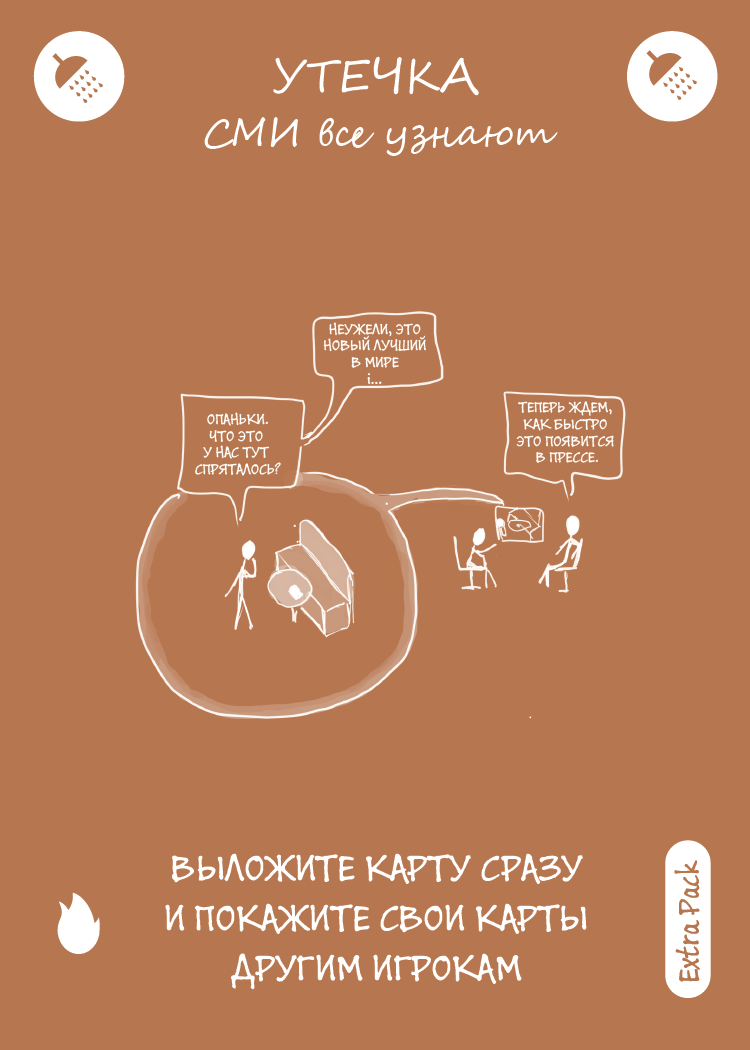 УТЕЧКА
СМИ все узнают
НЕУЖЕЛИ, ЭТО
НОВЫЙ ЛУЧШИЙ
В МИРЕ
i...
ОПАНЬКИ.
ЧТО ЭТО
У НАС ТУТ
СПРЯТАЛОСЬ?
ТЕПЕРЬ ЖДЕМ,
КАК БЫСТРО
ЭТО ПОЯВИТСЯ
В ПРЕССЕ.
ВЫЛОЖИТЕ КАРТУ СРАЗУ
И ПОКАЖИТЕ СВОИ КАРТЫ
ДРУГИМ ИГРОКАМ
Extra Pack